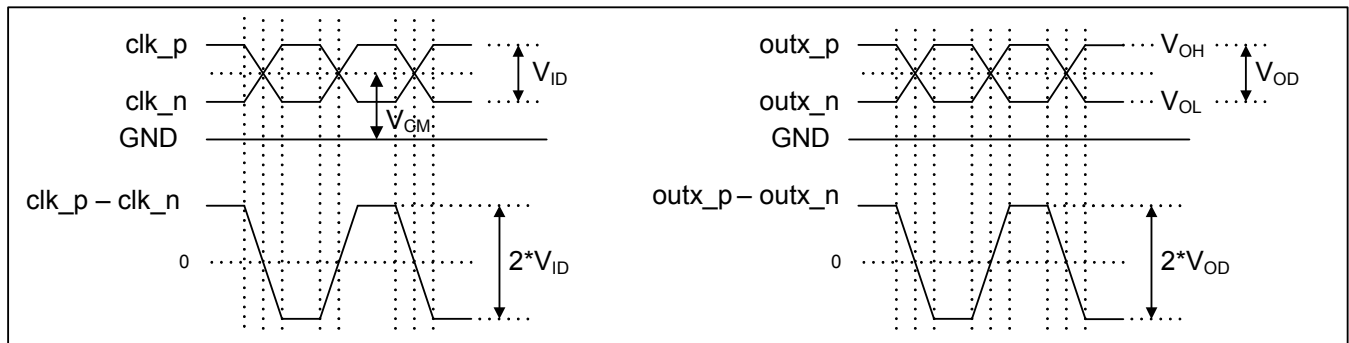 clk_p
V_ID
clk_n
V_CM
GND
clk_p – clk_n
0
2*V_ID
outx_p
V_OH
V_OD
outx_n
V_OL
GND
outx_p – outx_n
0
2*V_OD